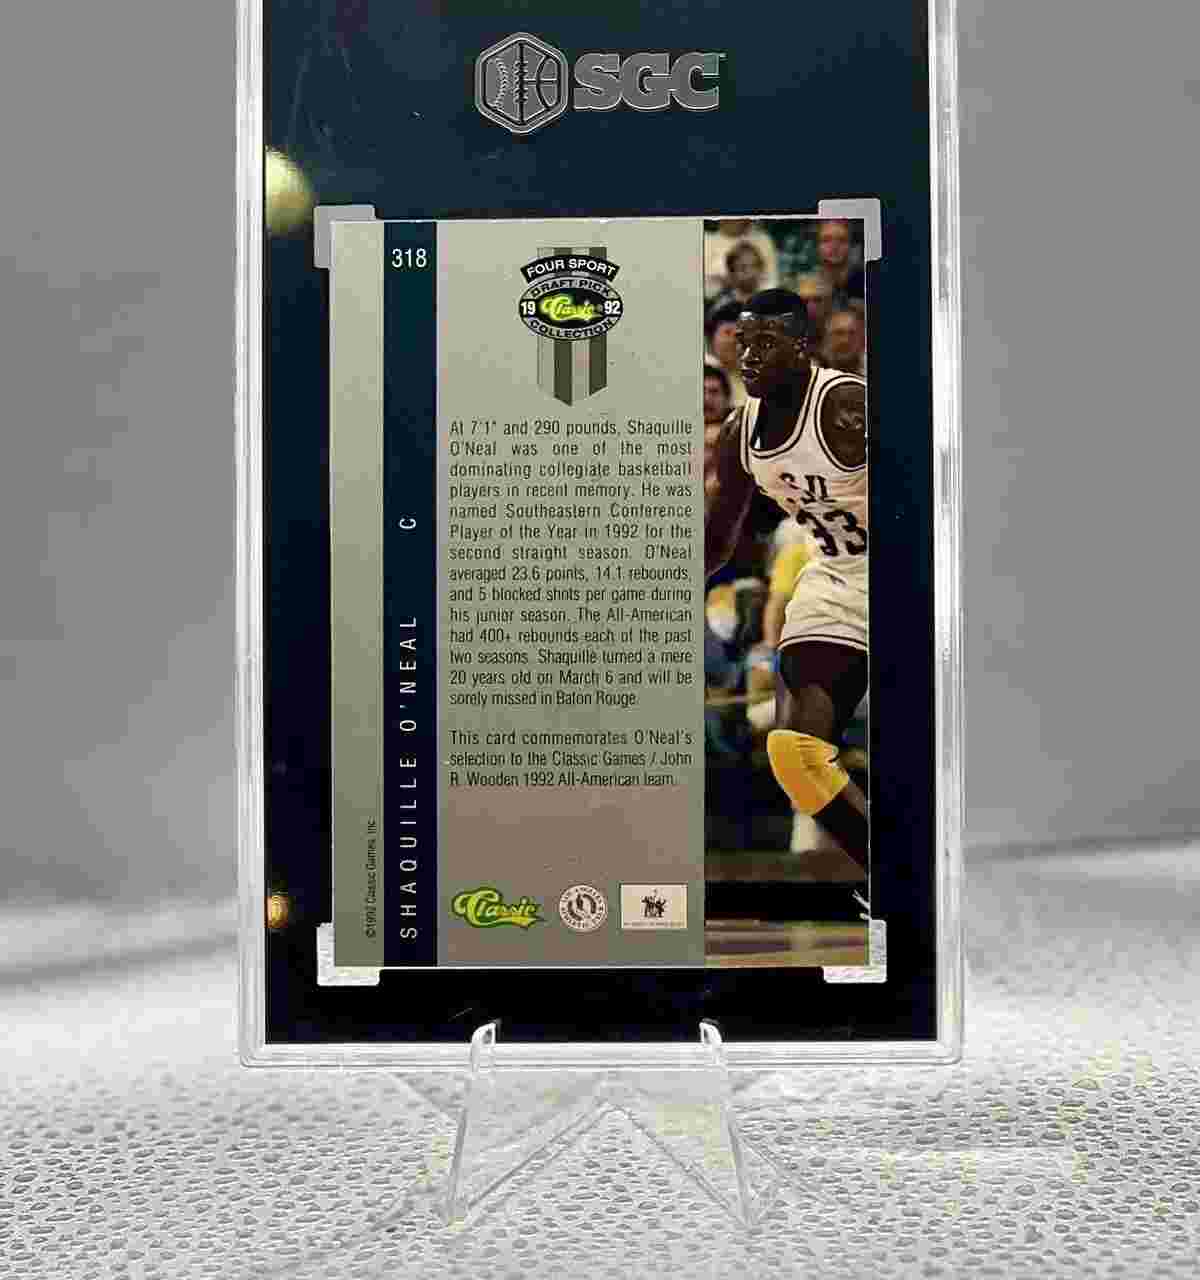 SGC
318
FOUR SPORT
DRAFT PICK
19 Classic 92
COLLECTION
At 7'1" and 290 pounds, Shaquille
O'Neal was one of the most
dominating collegiate basketball
players in recent memory. He was
named Southeastern Conference
Player of the Year in 1992 for the
second straight season. O'Neal
averaged 23.6 points, 14.1 rebounds,
and 5 blocked shots per game during
his junior season. The All-American
had 400+ rebounds each of the past
two seasons. Shaquille turned a mere
20 years old on March 6 and will be
sorely missed in Baton Rouge.
This card commemorates O'Neal's
selection to the Classic Games / John
R. Wooden 1992 All-American team.
SHAQUILLE O'NEAL C
©1992 Classic Games, Inc.
Classic
33